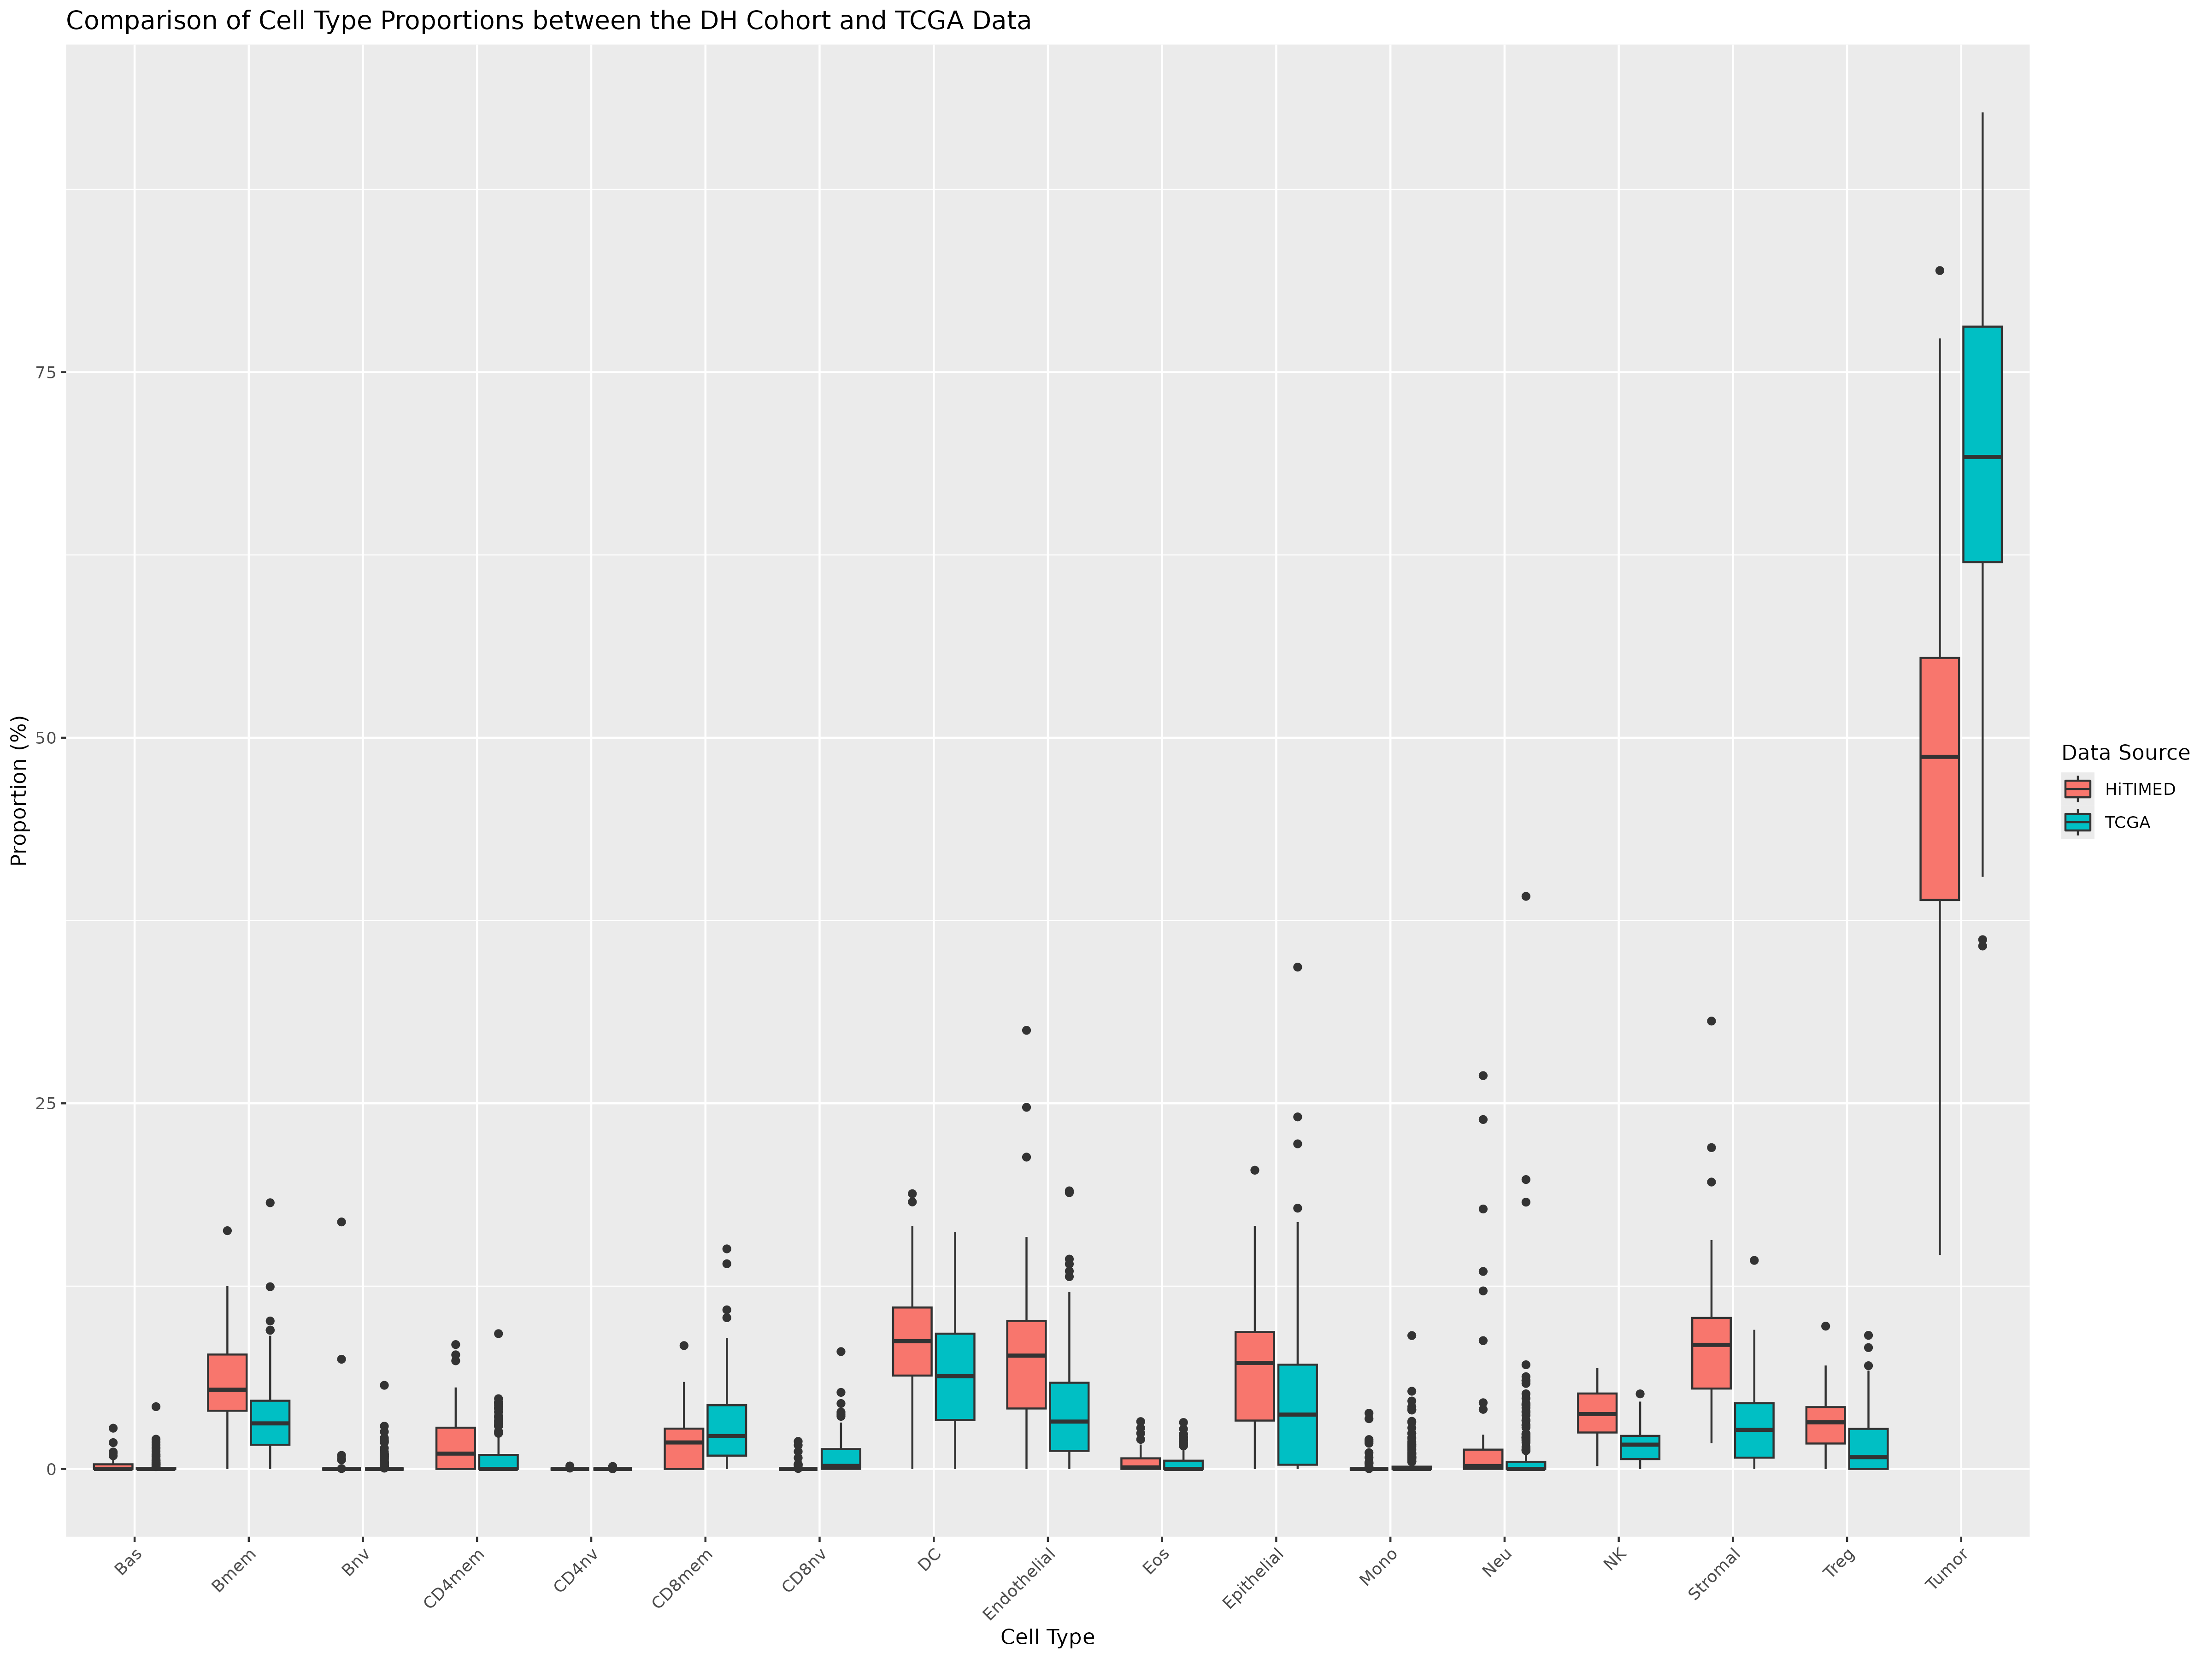 Comparison of Cell Type Proportions between the DH Cohort and TCGA Data
Proportion (%)
75
50
25
0
Bas
Bmem
Bnv
CD4mem
CD4nv
CD8mem
CD8nv
DC
Endothelial
Eos
Epithelial
Mono
Neu
NK
Stromal
Treg
Tumor
Cell Type
Data Source
HiTIMED
TCGA